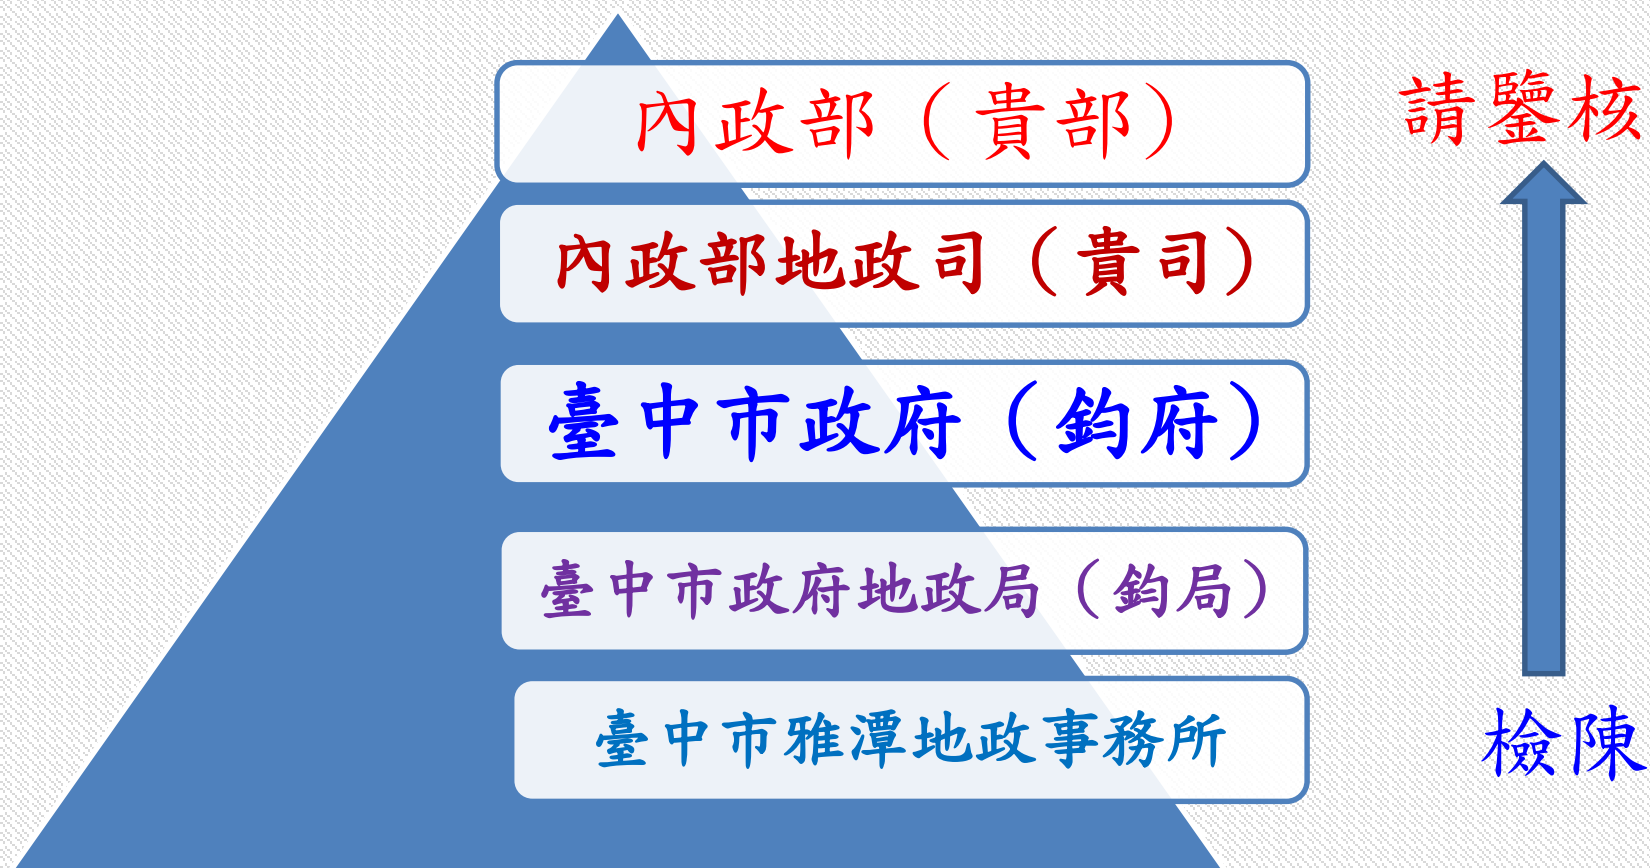 內政部（貴部）
請鑒核
內政部地政司（貴司）
臺中市政府（鈞府）
臺中市政府地政局（鈞局）
臺中市雅潭地政事務所
檢陳